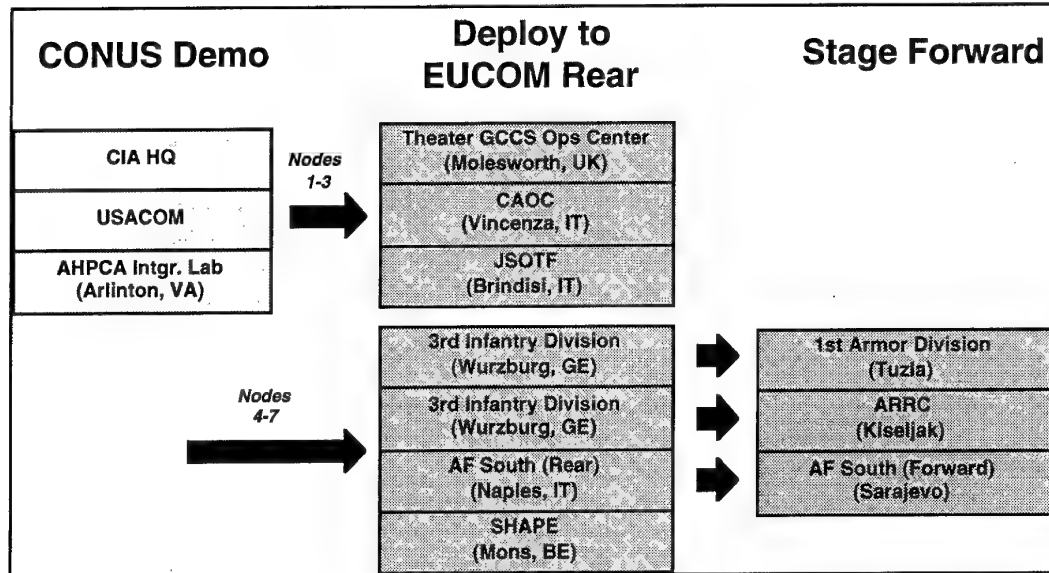 CONUS Demo
Deploy to
EUCOM Rear
Stage Forward
CIA HQ
USACOM
AHPCA Intgr. Lab
(Arlinton, VA)
Nodes
1-3
Theater GCCS Ops Center
(Molesworth, UK)
CAOC
(Vincenza, IT)
JSOTF
(Brindisi, IT)
Nodes
4-7
3rd Infantry Division
(Wurzburg, GE)
3rd Infantry Division
(Wurzburg, GE)
AF South (Rear)
(Naples, IT)
SHAPE
(Mons, BE)
1st Armor Division
(Tuzla)
ARRC
(Kiseljak)
AF South (Forward)
(Sarajevo)